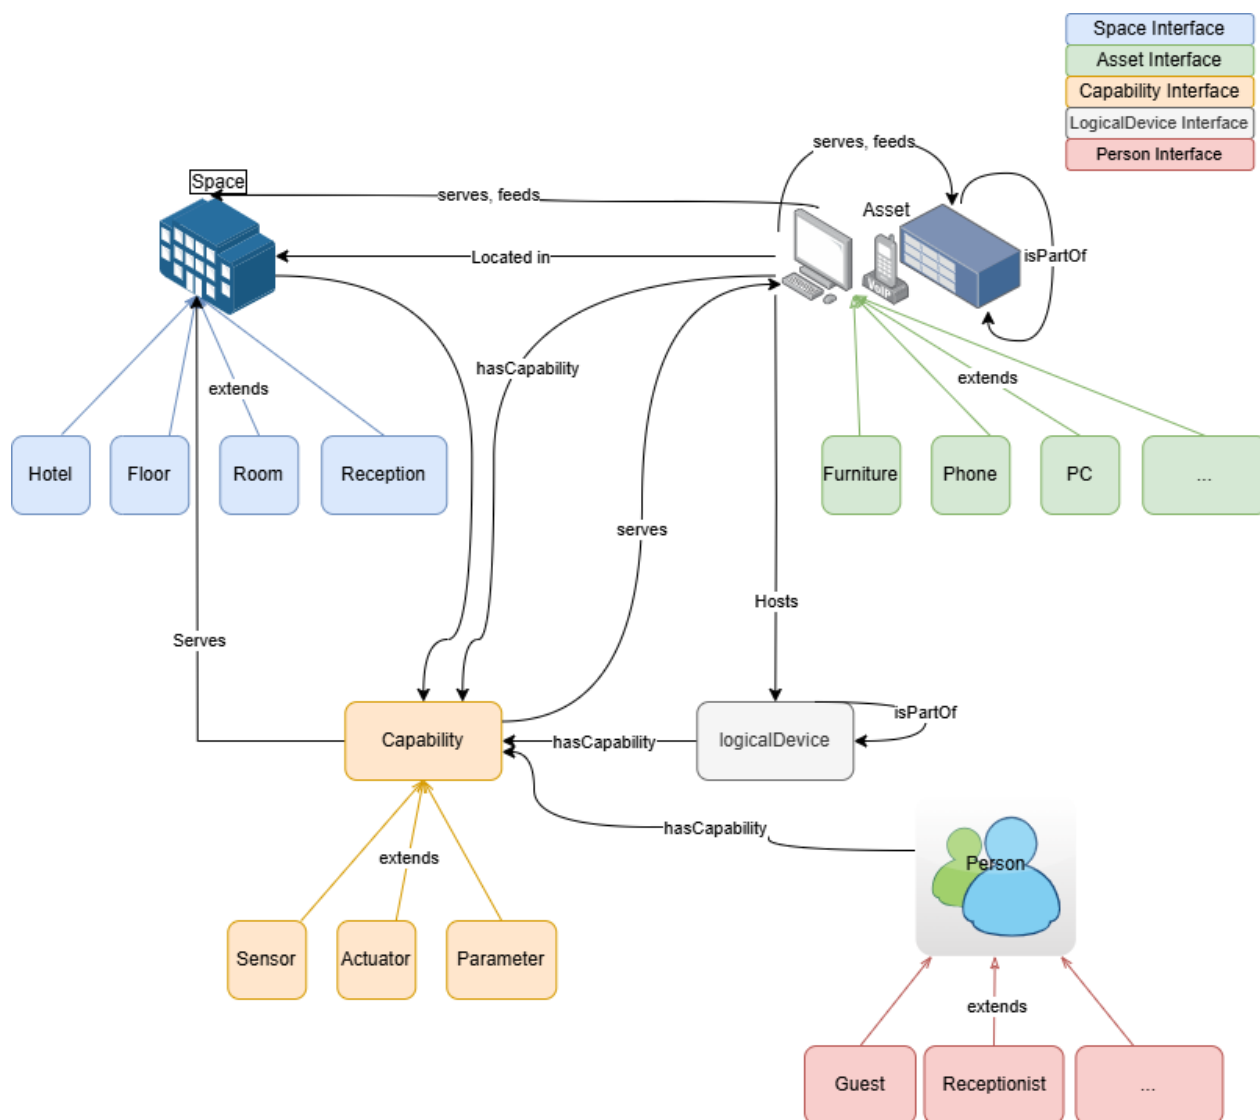 Space Interface
Asset Interface
Capability Interface
LogicalDevice Interface
Person Interface
serves, feeds
Space
serves, feeds
Asset
Located in
isPartOf
VoIP
hasCapability
extends
extends
Hotel
Floor
Room
Reception
Furniture
Phone
PC
...
serves
Hosts
Serves
isPartOf
Capability
hasCapability
logicalDevice
hasCapability
extends
Person
Sensor
Actuator
Parameter
extends
Guest
Receptionist
...